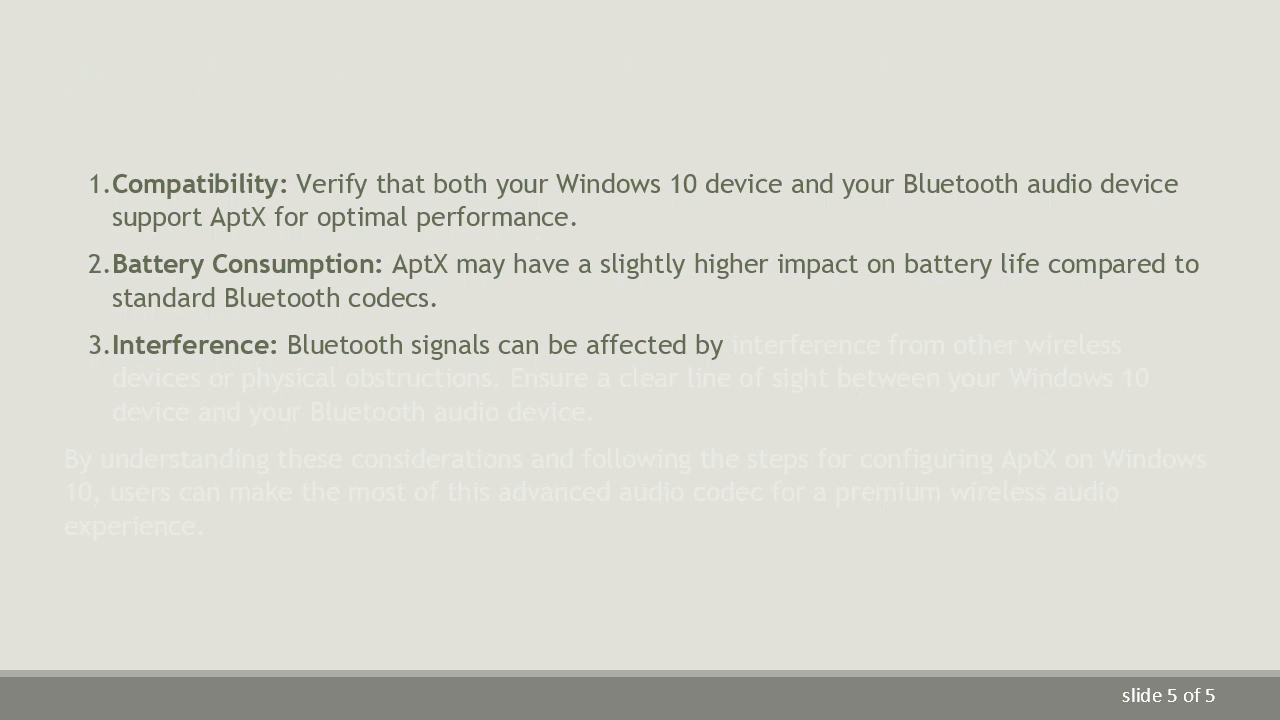 1.Compatibility: Verify that both your Windows 10 device and your Bluetooth audio device
support AptX for optimal performance.
2.Battery Consumption: AptX may have a slightly higher impact on battery life compared to
standard Bluetooth codecs.
3.Interference: Bluetooth signals can be affected by interference from other wireless
devices or physical obstructions. Ensure a clear line of sight between your Windows 10
device and your Bluetooth audio device.
By understanding these considerations and following the steps for configuring AptX on Windows
10, users can make the most of this advanced audio codec for a premium wireless audio
experience.
slide 5 of 5